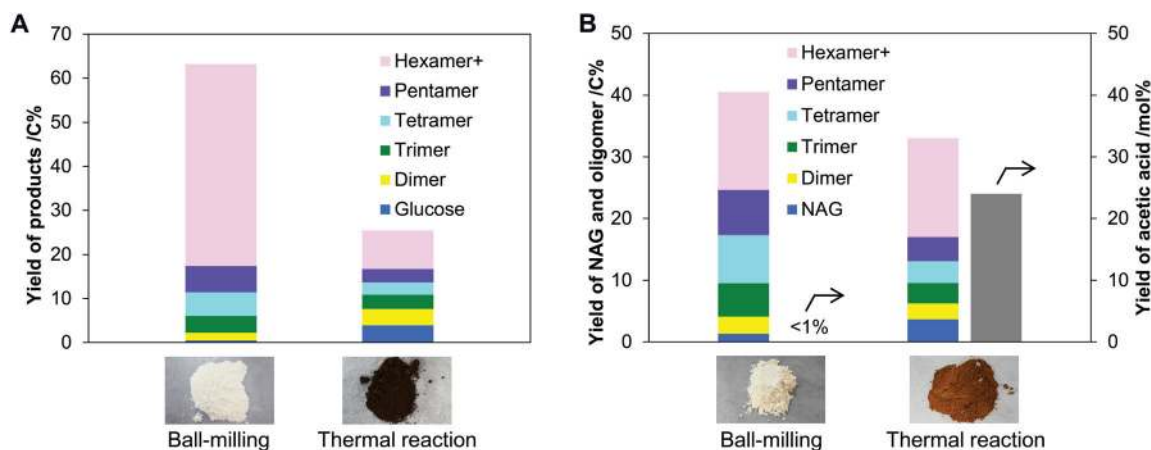 A
Yield of products /C%
70
60
50
40
30
20
10
0
Hexamer+
Pentamer
Tetramer
Trimer
Dimer
Glucose
Ball-milling
Thermal reaction
B
Yield of NAG and oligomer /C%
50
40
30
20
10
0
Hexamer+
Pentamer
Tetramer
Trimer
Dimer
NAG
<1%
50
40
30
20
10
0
Yield of acetic acid /mol%
Ball-milling
Thermal reaction